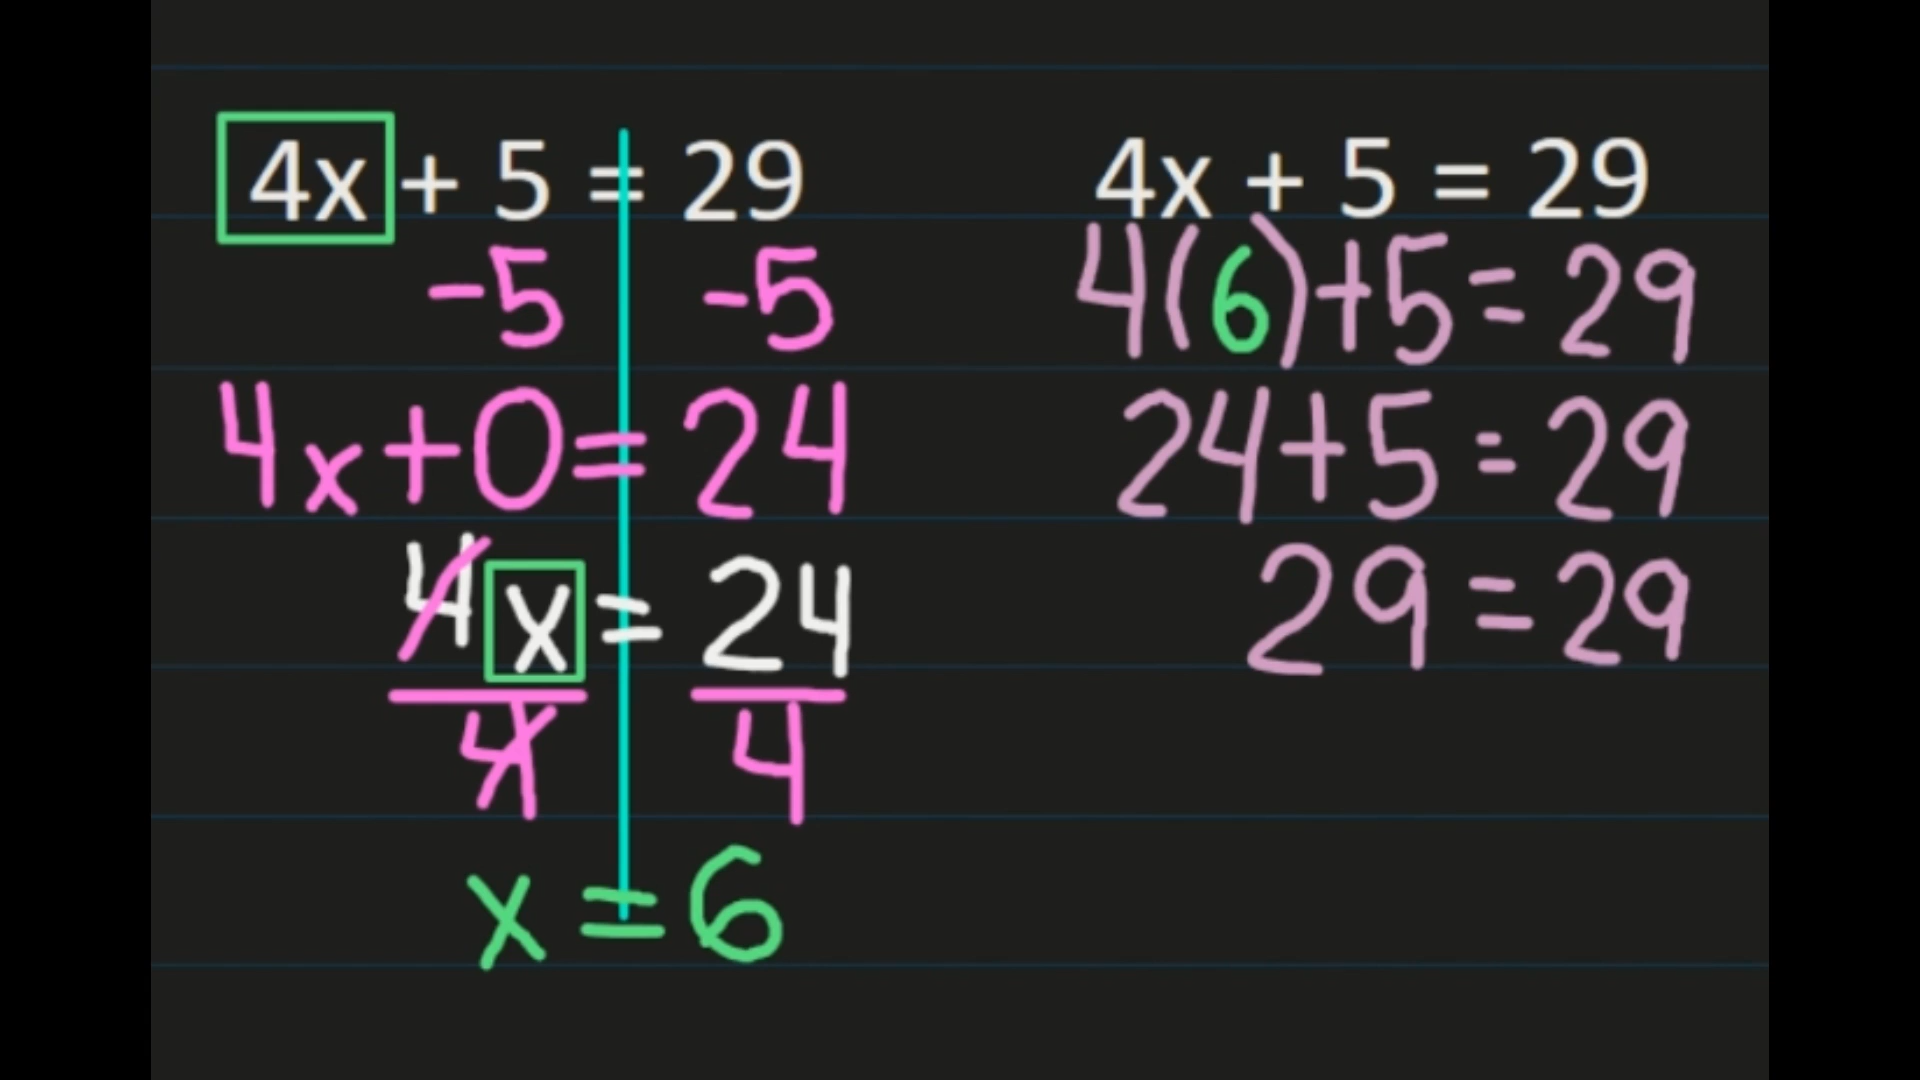 4x + 5 = 29
-5 -5
4x+0=24
4x = 24
4 4
x = 6
4x + 5 = 29
4(6)+5=29
24+5=29
29=29